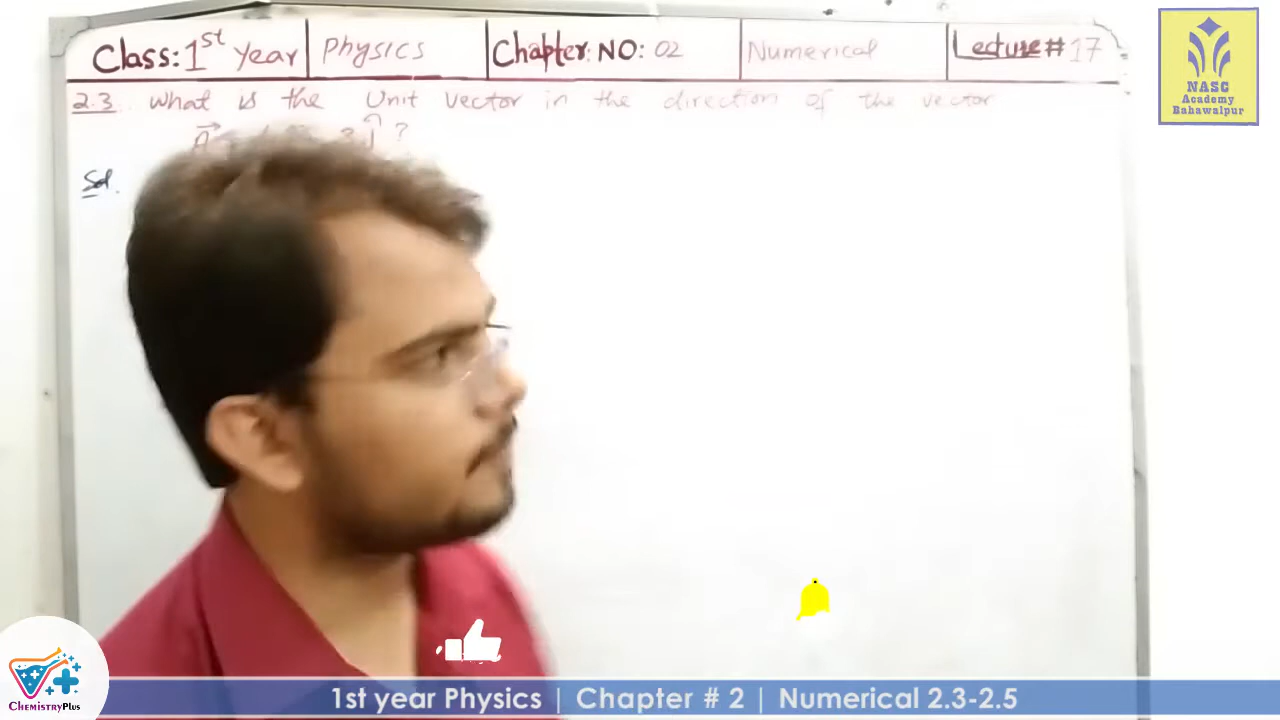 Class: 1st Year | Physics | Chapter NO: 02 | Numerical | Lecture # 17
2.3 What is the Unit vector in the direction of the vector
A⃗ ĵ ?
Sol.
NASC
Academy
Bahawalpur
ChemistryPlus
1st year Physics | Chapter # 2 | Numerical 2.3-2.5